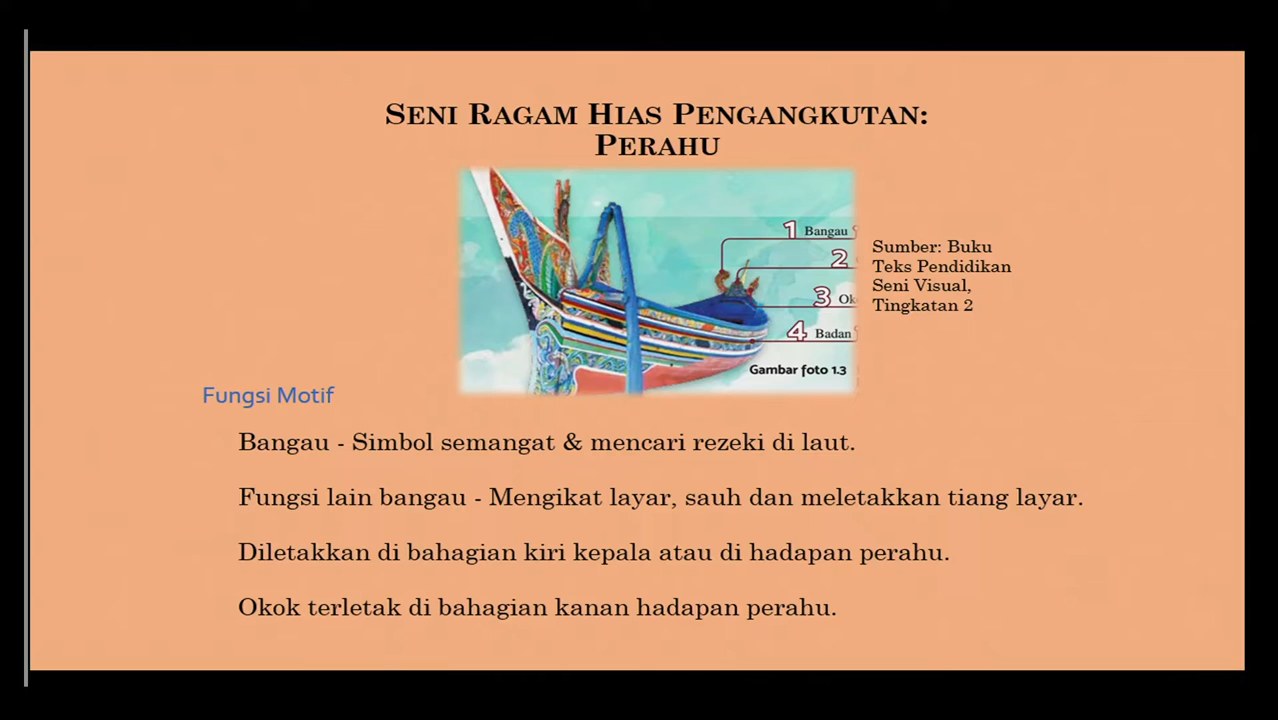 SENI RAGAM HIAS PENGANGKUTAN:
PERAHU
1 Bangau
2
3
4 Badan
Gambar foto 1.3
Sumber: Buku
Teks Pendidikan
Seni Visual,
Tingkatan 2
Fungsi Motif
Bangau - Simbol semangat & mencari rezeki di laut.
Fungsi lain bangau - Mengikat layar, sauh dan meletakkan tiang layar.
Diletakkan di bahagian kiri kepala atau di hadapan perahu.
Okok terletak di bahagian kanan hadapan perahu.